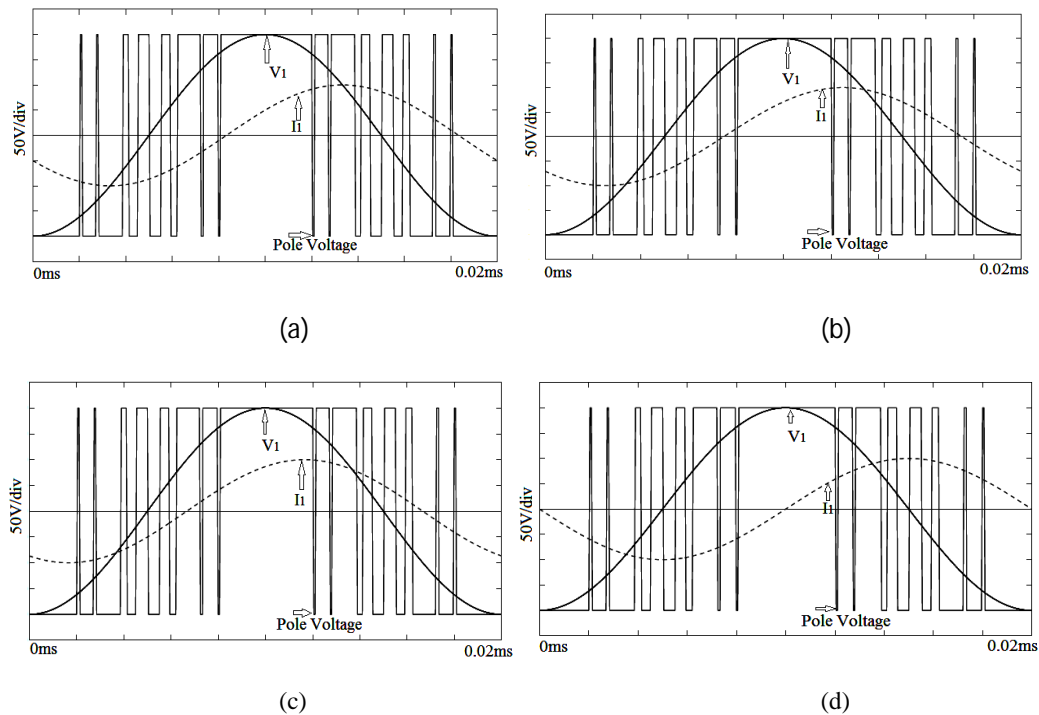 50V/div
V1
I1
Pole Voltage
0ms
0.02ms
(a)
50V/div
V1
I1
Pole Voltage
0ms
0.02ms
(b)
50V/div
V1
I1
Pole Voltage
0ms
0.02ms
(c)
50V/div
V1
I1
Pole Voltage
0ms
0.02ms
(d)